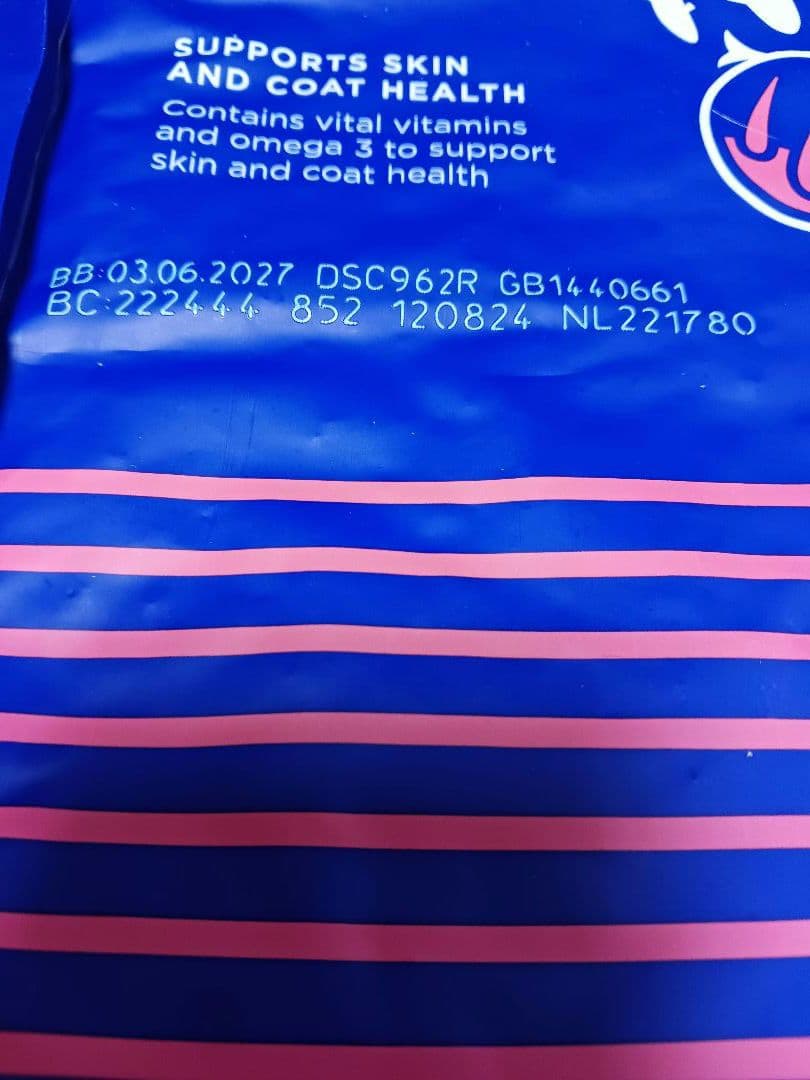 SUPPORTS SKIN
AND COAT HEALTH
Contains vital vitamins
and omega 3 to support
skin and coat health
BB:03.06.2027 DSC962R GB1440661
BC:222444 852 120824 NL221780